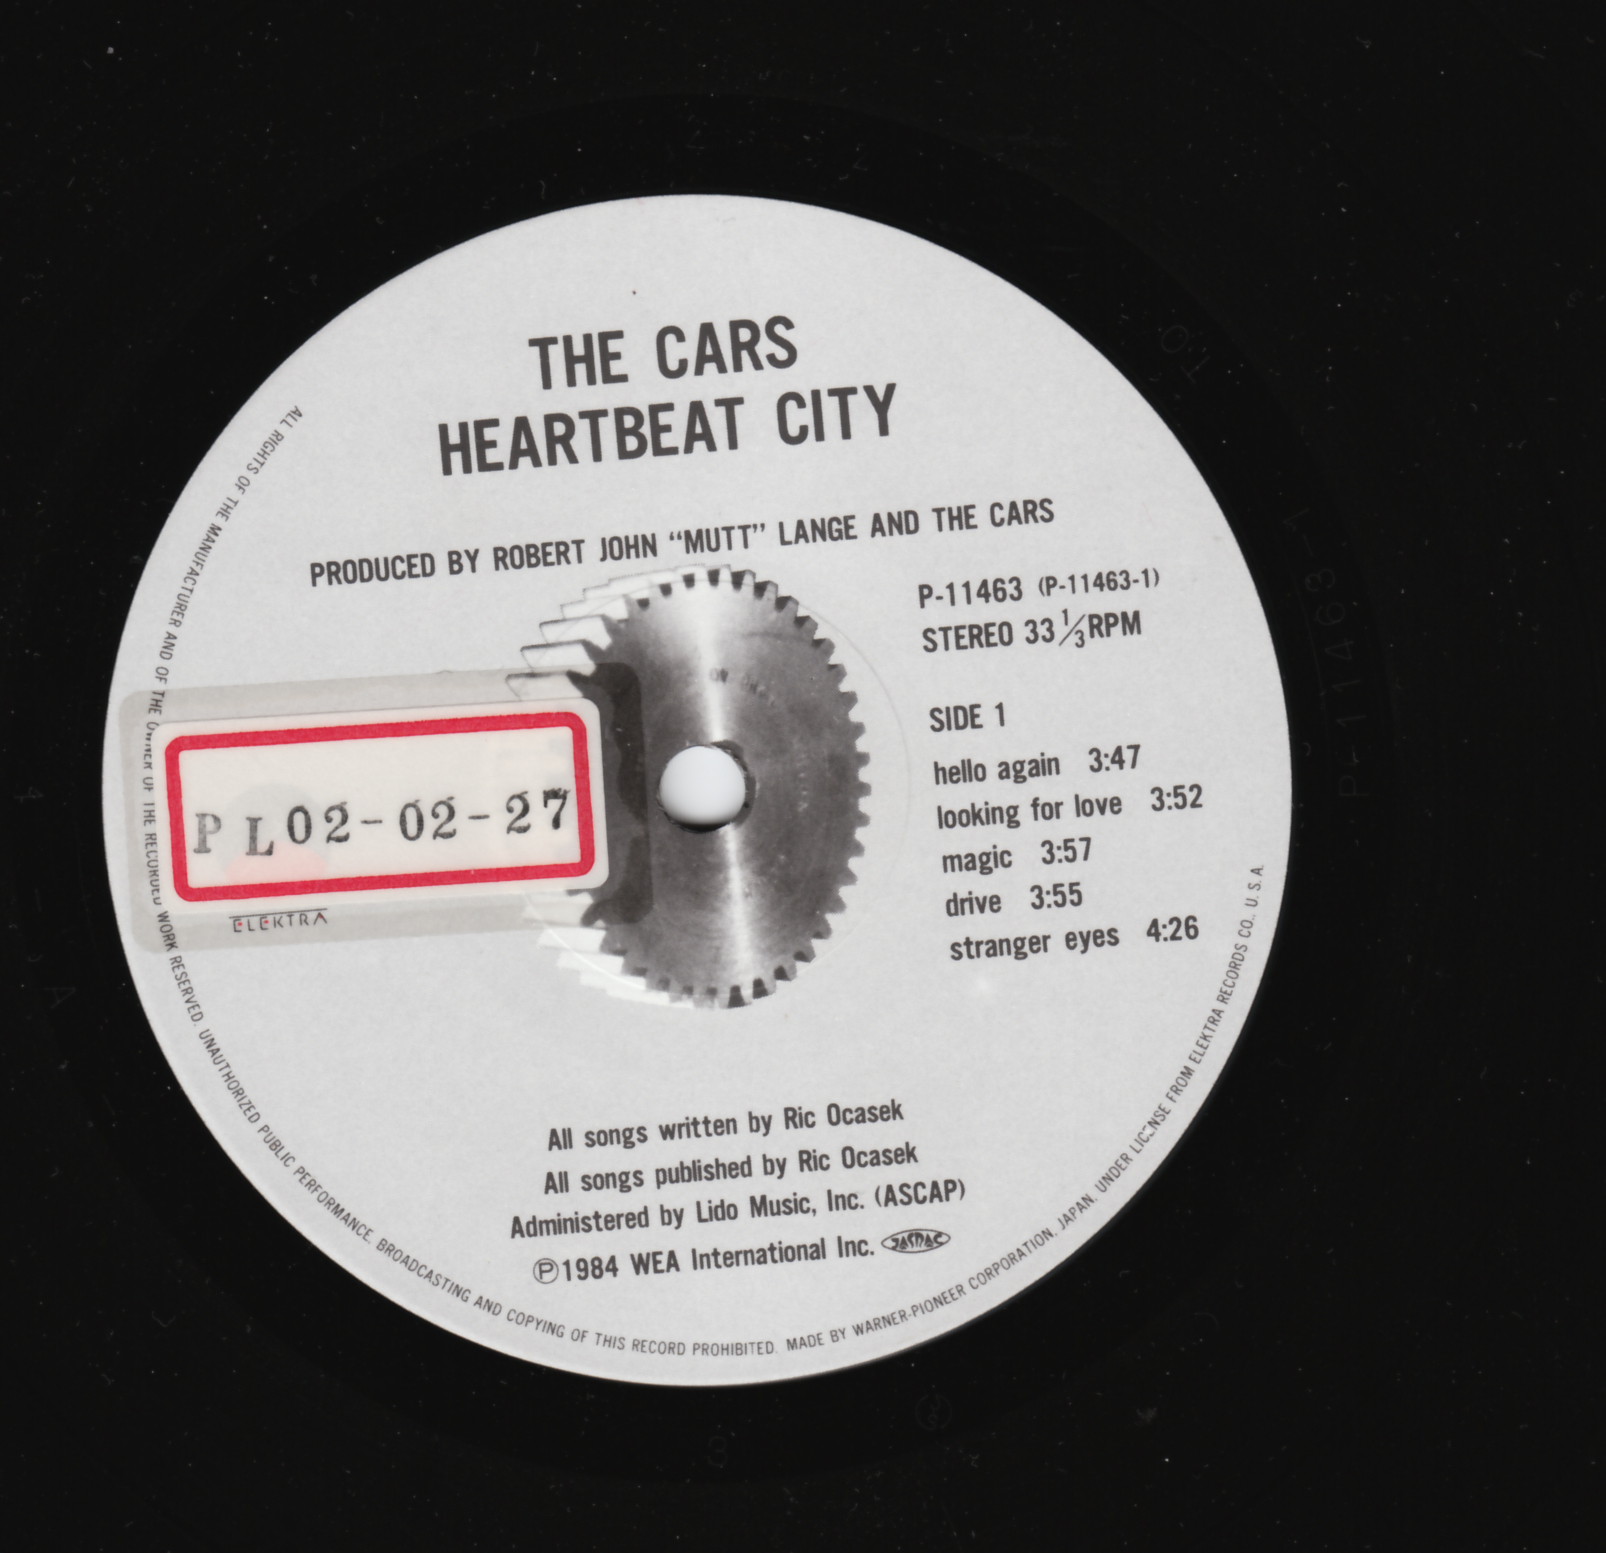 THE CARS
HEARTBEAT CITY
PRODUCED BY ROBERT JOHN “MUTT” LANGE AND THE CARS
P-11463 (P-11463-1)
STEREO 33 1/3 RPM
SIDE 1
hello again 3:47
looking for love 3:52
magic 3:57
drive 3:55
stranger eyes 4:26
PL02-02-27
ELEKTRA
All songs written by Ric Ocasek
All songs published by Ric Ocasek
Administered by Lido Music, Inc. (ASCAP)
Ⓟ1984 WEA International Inc. JASRAC
ALL RIGHTS OF THE MANUFACTURER AND OF THE OWNER OF THE RECORDED WORK RESERVED. UNAUTHORIZED PUBLIC PERFORMANCE, BROADCASTING AND COPYING OF THIS RECORD PROHIBITED. MADE BY WARNER-PIONEER CORPORATION, JAPAN. UNDER LICENSE FROM ELEKTRA RECORDS CO., U.S.A
P-11463-1